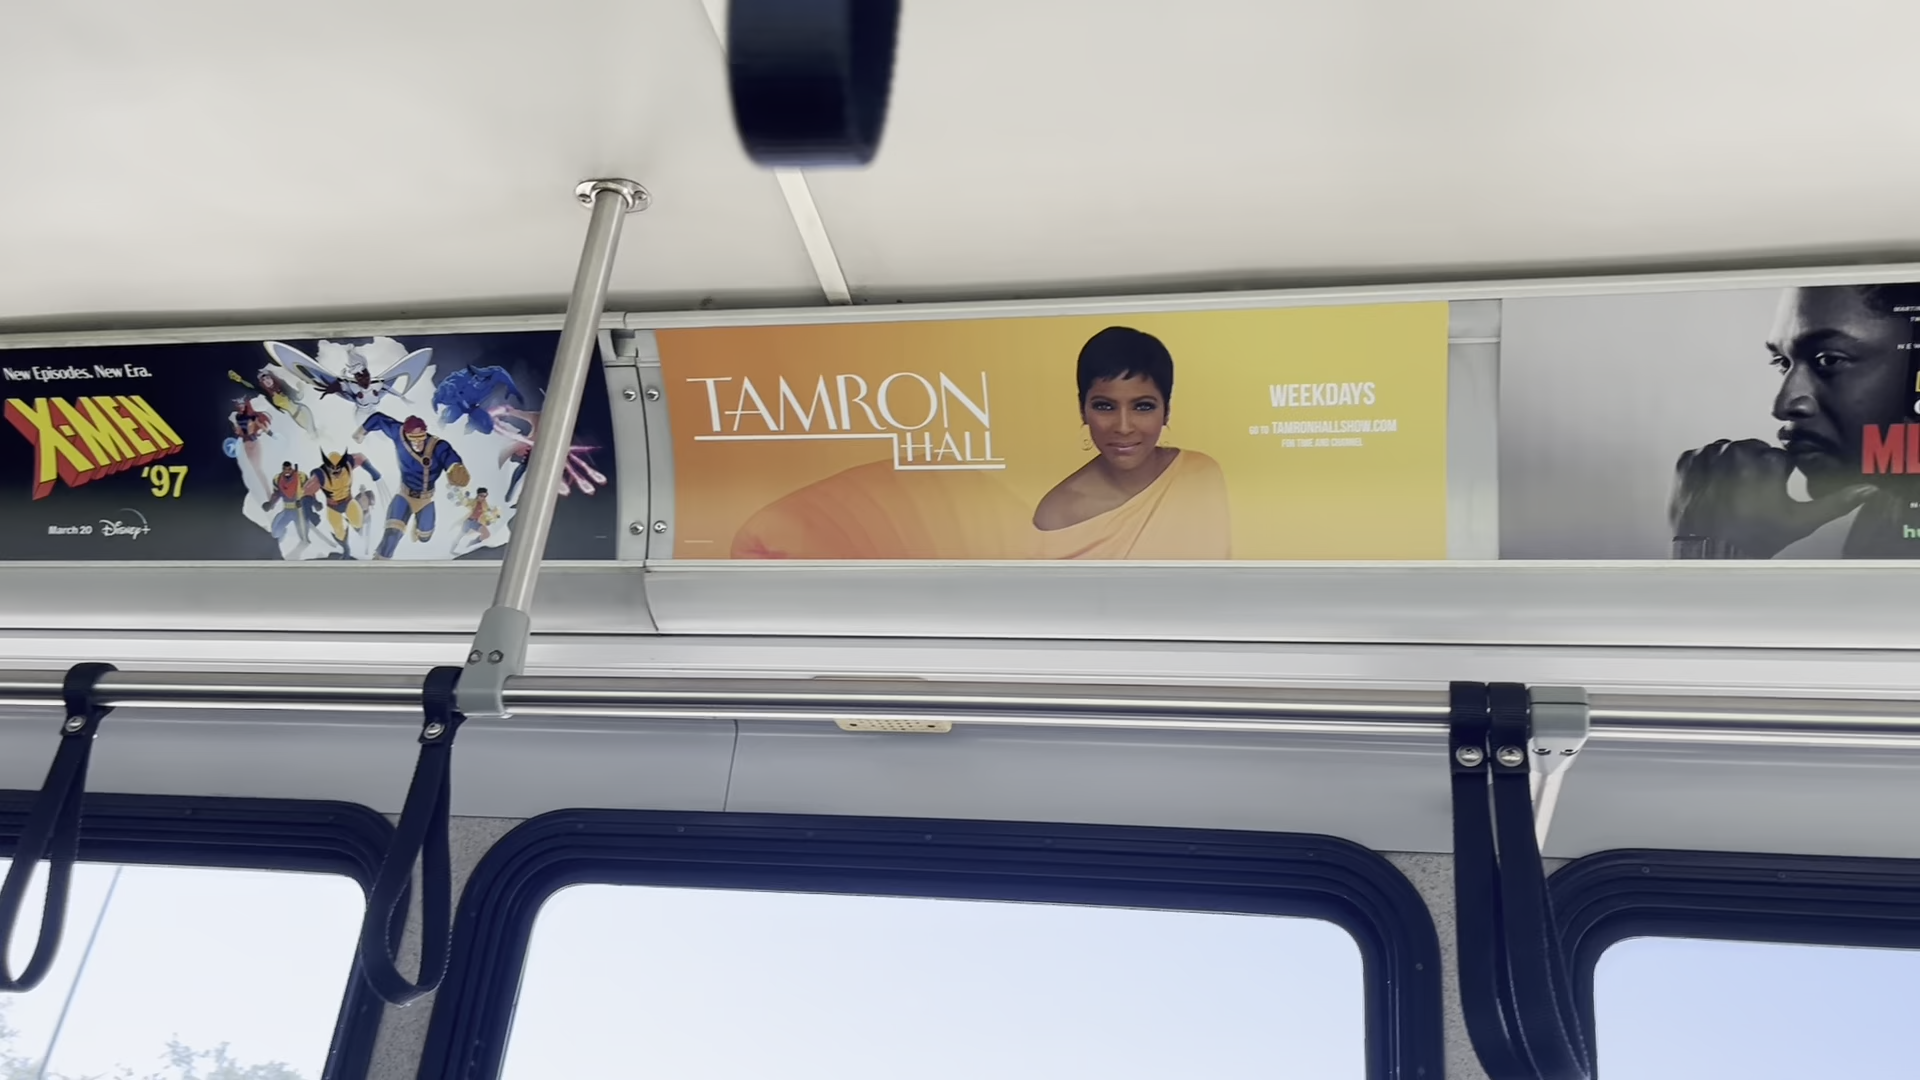 New Episodes. New Era.
X-MEN
'97
March 20 Disney+
TAMRON
HALL
WEEKDAYS
GO TO TAMRONHALLSHOW.COM
FOR TIME AND CHANNEL